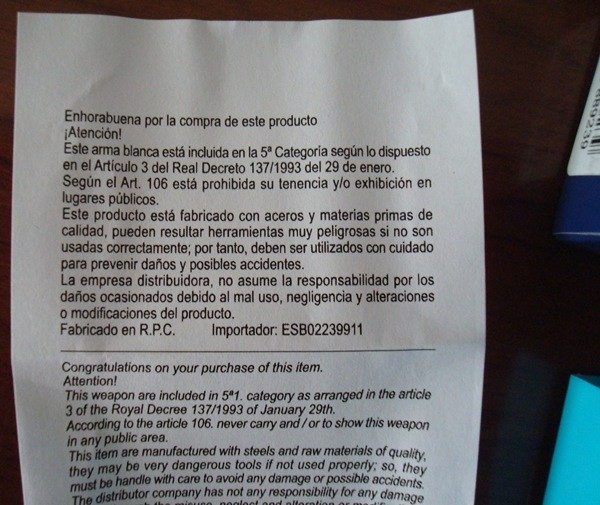 Enhorabuena por la compra de este producto
¡Atención!
Este arma blanca está incluida en la 5ª Categoría según lo dispuesto
en el Artículo 3 del Real Decreto 137/1993 del 29 de enero.
Según el Art. 106 está prohibida su tenencia y/o exhibición en
lugares públicos.
Este producto está fabricado con aceros y materias primas de
calidad, pueden resultar herramientas muy peligrosas si no son
usadas correctamente; por tanto, deben ser utilizados con cuidado
para prevenir daños y posibles accidentes.
La empresa distribuidora, no asume la responsabilidad por los
daños ocasionados debido al mal uso, negligencia y alteraciones
o modificaciones del producto.
Fabricado en R.P.C. Importador: ESB02239911
Congratulations on your purchase of this item.
Attention!
This weapon are included in 5ª1. category as arranged in the article
3 of the Royal Decree 137/1993 of January 29th.
According to the article 106. never carry and / or to show this weapon
in any public area.
This item are manufactured with steels and raw materials of quality,
they may be very dangerous tools if not used properly; so, they
must be handle with care to avoid any damage or possible accidents.
The distributor company has not any responsibility for any damage